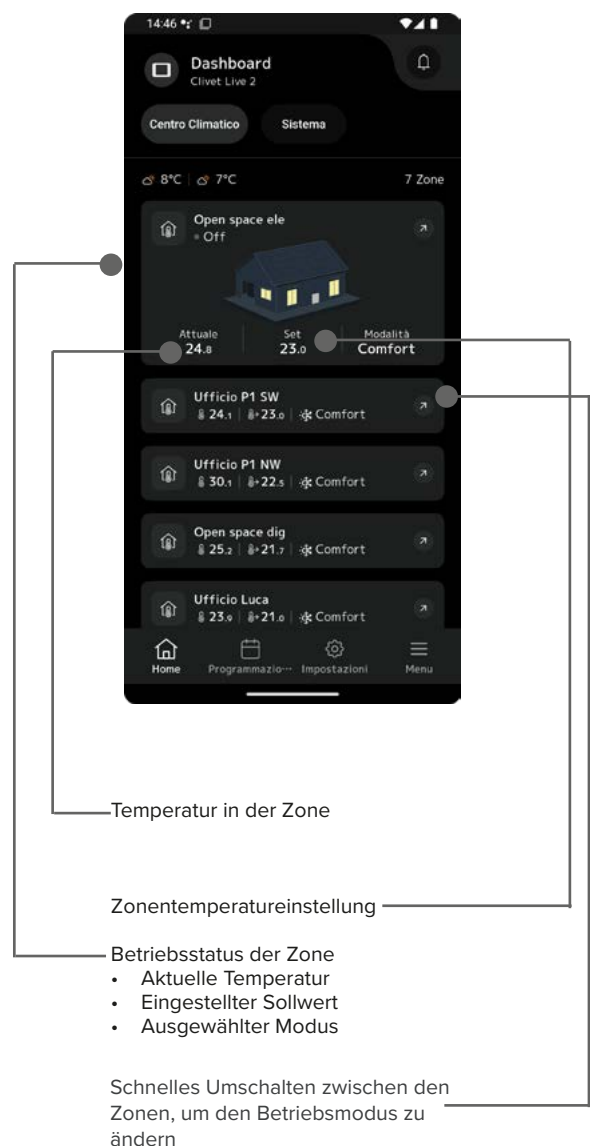 14:46
Dashboard
Clivet Live 2
Centro Climatico Sistema
8°C 7°C 7 Zone
Open space ele
Off
Attuale Set Modalità
24.8 23.0 Comfort
Ufficio P1 SW
24.1 23.0 Comfort
Ufficio P1 NW
30.1 22.5 Comfort
Open space dig
25.2 21.7 Comfort
Ufficio Luca
23.9 21.0 Comfort
Home Programmazio… Impostazioni Menu
Temperatur in der Zone
Zonentemperatureinstellung
Betriebsstatus der Zone
• Aktuelle Temperatur
• Eingestellter Sollwert
• Ausgewählter Modus
Schnelles Umschalten zwischen den
Zonen, um den Betriebsmodus zu
ändern